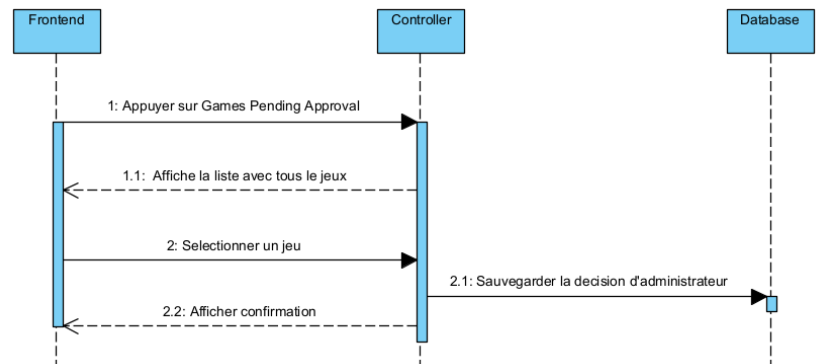 Frontend
Controller
Database
1: Appuyer sur Games Pending Approval
1.1: Affiche la liste avec tous le jeux
2: Selectionner un jeu
2.1: Sauvegarder la decision d'administrateur
2.2: Afficher confirmation